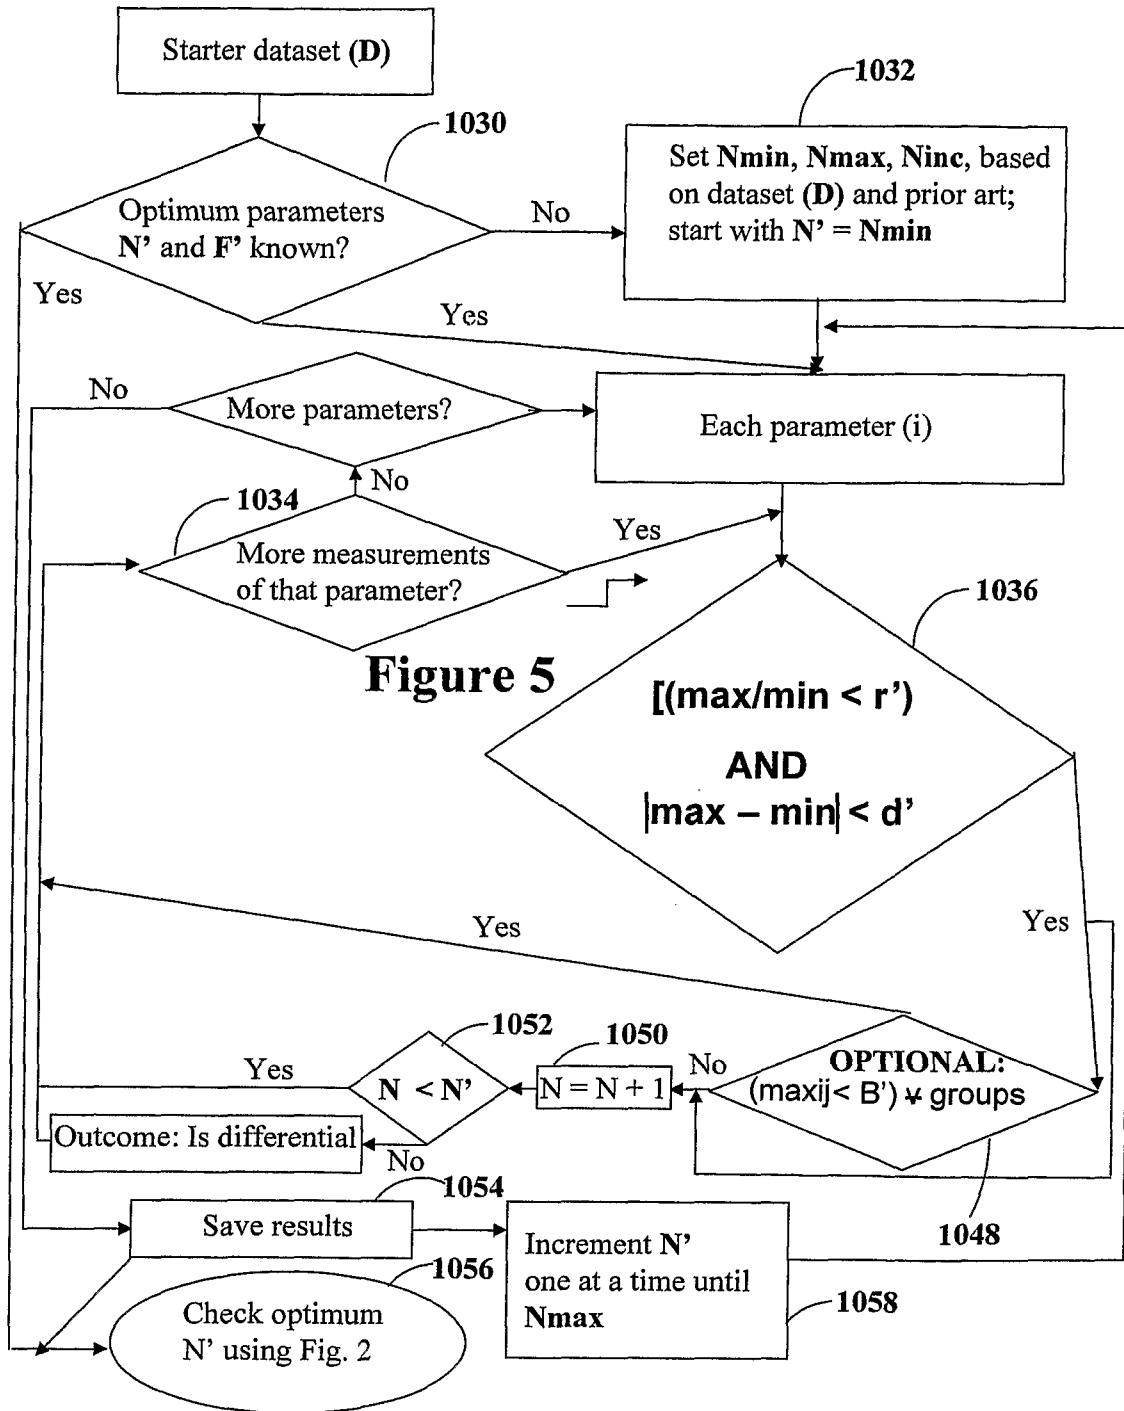 Starter dataset (D)
1030
1032
Optimum parameters
N' and F' known?
No
Set Nmin, Nmax, Ninc, based
on dataset (D) and prior art;
start with N' = Nmin
Yes
Yes
No
More parameters?
Each parameter (i)
No
1034
More measurements
of that parameter?
Yes
1036
Figure 5
[(max/min < r')
AND
|max – min| < d'
Yes
Yes
1052
1050
Yes
N < N'
N = N + 1
No
OPTIONAL:
(maxij< B') ∀ groups
Outcome: Is differential
No
1054
1048
Save results
1056
Increment N'
one at a time until
Nmax
1058
Check optimum
N' using Fig. 2